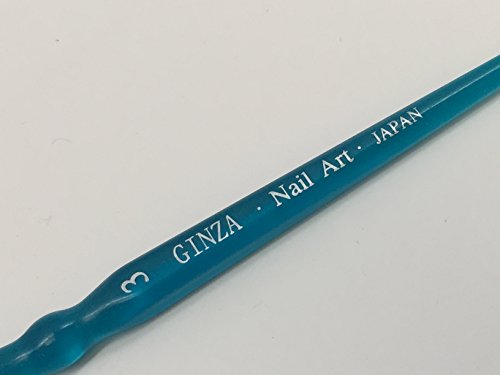 3 GINZA · Nail Art · JAPAN